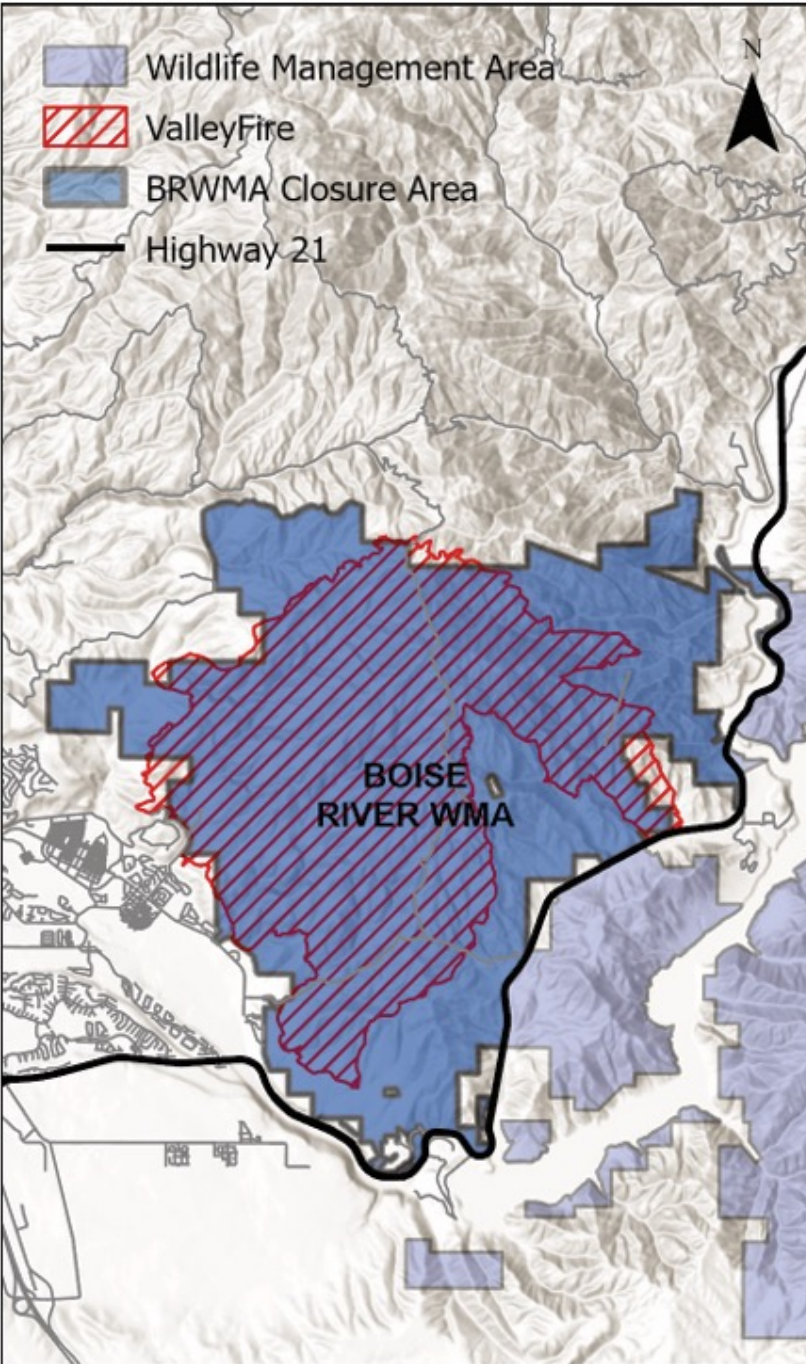 Wildlife Management Area
ValleyFire
BRWMA Closure Area
Highway 21
N
BOISE
RIVER WMA